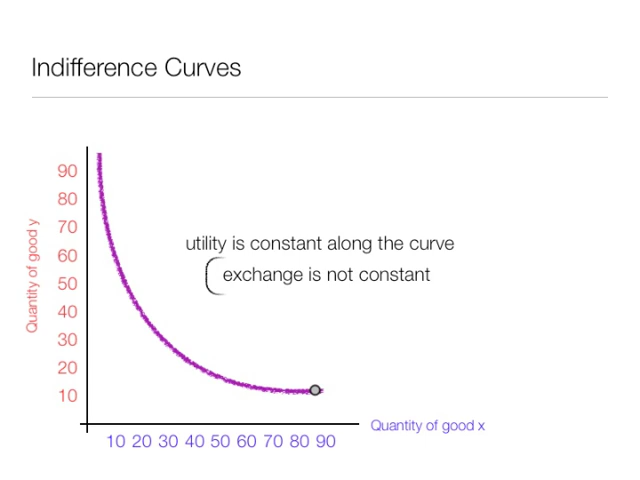 Indifference Curves
90
80
70
60
50
40
30
20
10
Quantity of good y
utility is constant along the curve
exchange is not constant
Quantity of good x
10 20 30 40 50 60 70 80 90